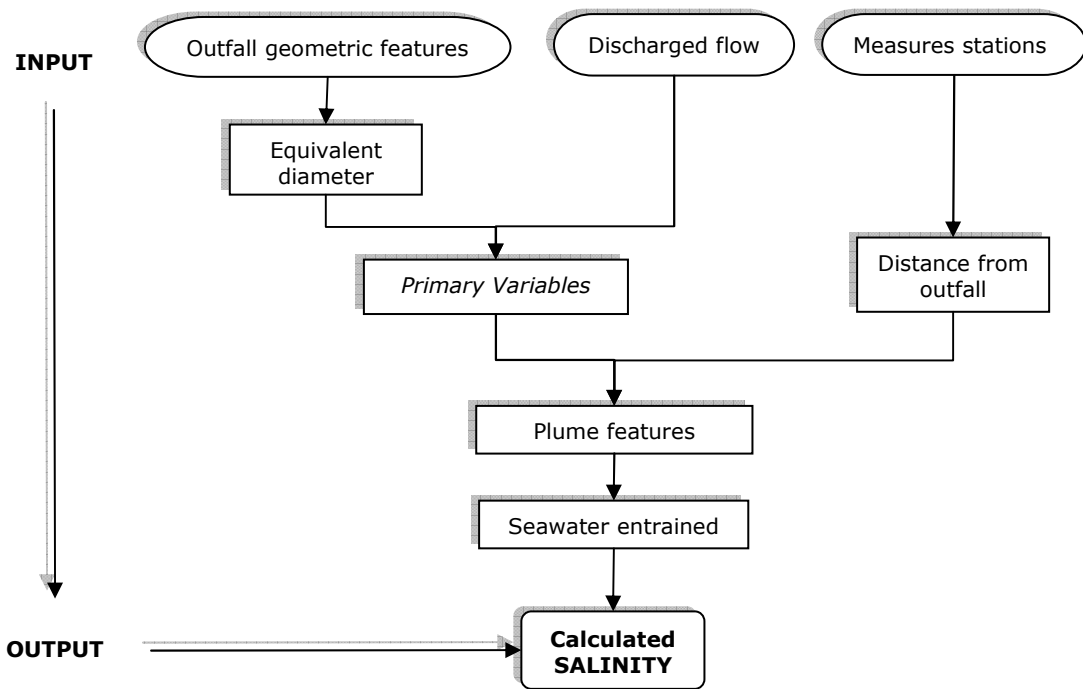 INPUT
Outfall geometric features
Discharged flow
Measures stations
Equivalent
diameter
Primary Variables
Distance from
outfall
Plume features
Seawater entrained
OUTPUT
Calculated
SALINITY